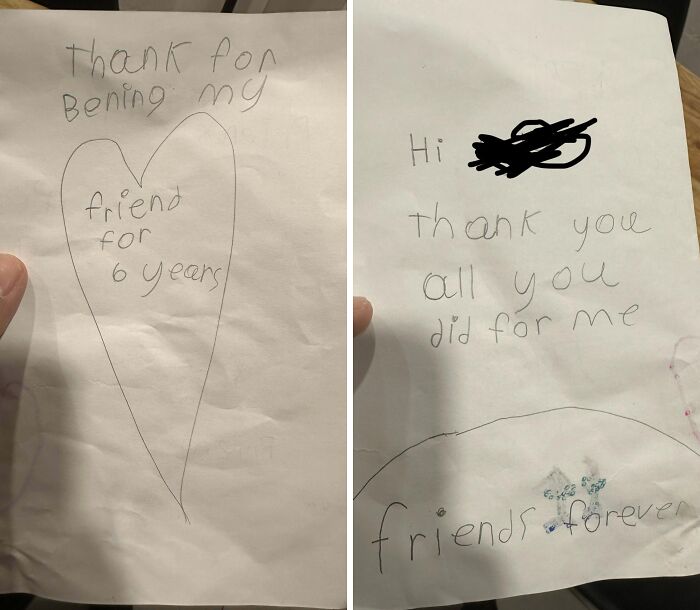 Thank for
Bening my
friend
for
6 years
Hi
thank you
all you
did for me
friends forever